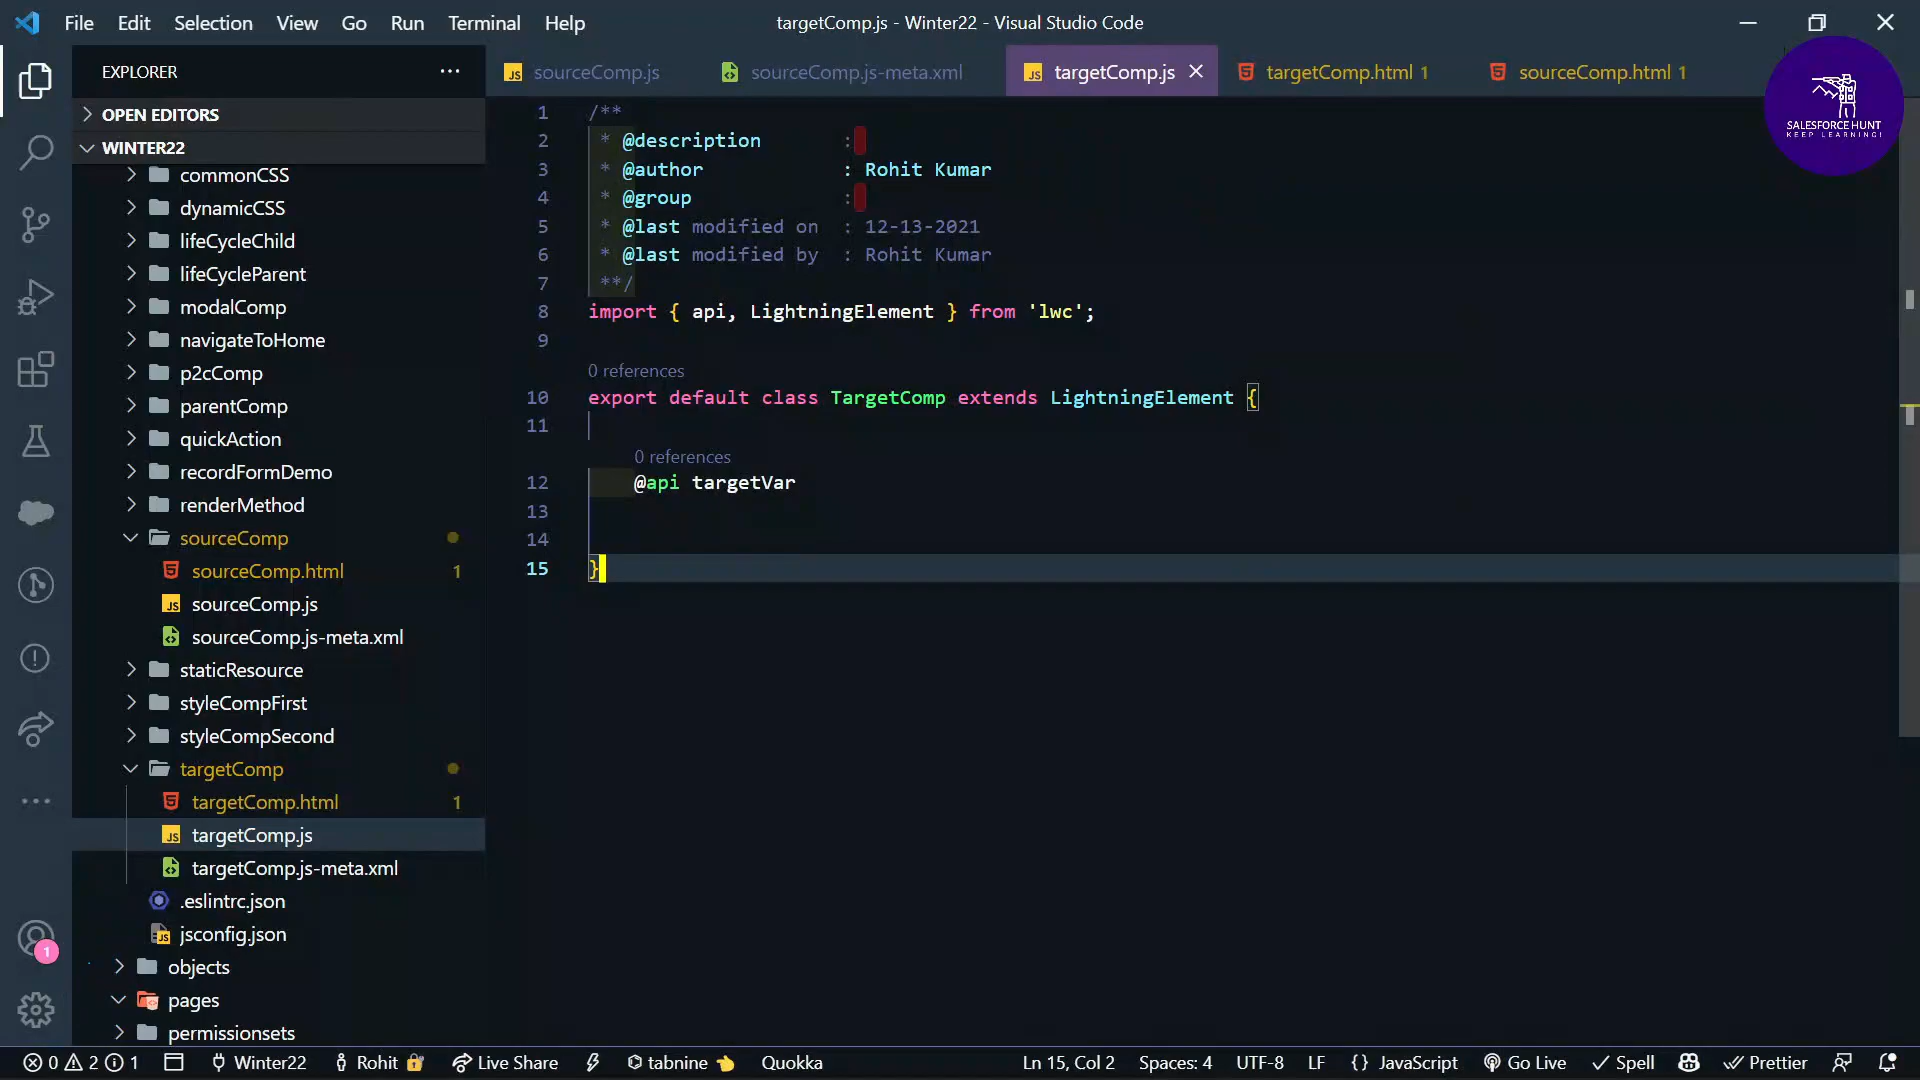 File Edit Selection View Go Run Terminal Help
targetComp.js - Winter22 - Visual Studio Code
EXPLORER
OPEN EDITORS
WINTER22
commonCSS
dynamicCSS
lifeCycleChild
lifeCycleParent
modalComp
navigateToHome
p2cComp
parentComp
quickAction
recordFormDemo
renderMethod
sourceComp
sourceComp.html 1
sourceComp.js
sourceComp.js-meta.xml
staticResource
styleCompFirst
styleCompSecond
targetComp
targetComp.html 1
targetComp.js
targetComp.js-meta.xml
.eslintrc.json
jsconfig.json
objects
pages
permissionsets
1
sourceComp.js
sourceComp.js-meta.xml
targetComp.js
targetComp.html 1
sourceComp.html 1
SALESFORCE HUNT
KEEP LEARNING!
1 /**
2 * @description :
3 * @author : Rohit Kumar
4 * @group :
5 * @last modified on : 12-13-2021
6 * @last modified by : Rohit Kumar
7 **/
8 import { api, LightningElement } from 'lwc';
9
0 references
10 export default class TargetComp extends LightningElement {
11
0 references
12 @api targetVar
13
14
15 }
0 2 1 Winter22 Rohit Live Share tabnine Quokka Ln 15, Col 2 Spaces: 4 UTF-8 LF {} JavaScript Go Live Spell Prettier